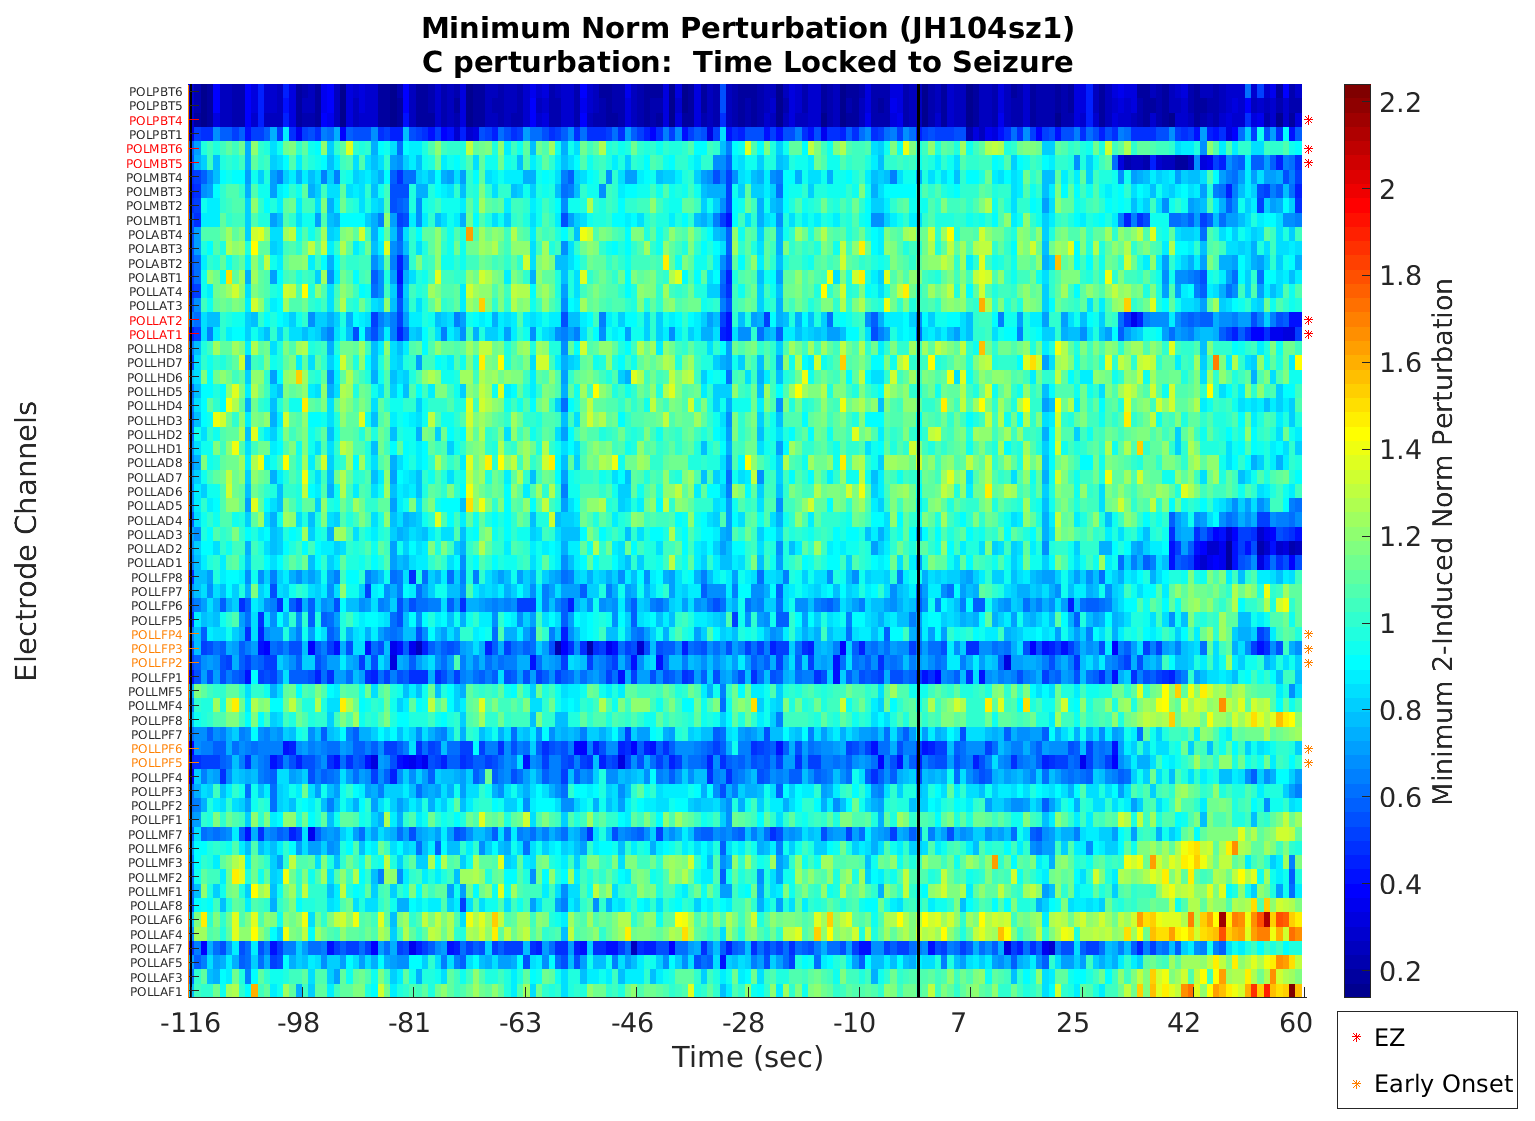 Minimum Norm Perturbation (JH104sz1)
C perturbation:  Time Locked to Seizure
Electrode Channels
POLPBT6
POLPBT5
POLPBT4
POLPBT1
POLMBT6
POLMBT5
POLMBT4
POLMBT3
POLMBT2
POLMBT1
POLABT4
POLABT3
POLABT2
POLABT1
POLLAT4
POLLAT3
POLLAT2
POLLAT1
POLLHD8
POLLHD7
POLLHD6
POLLHD5
POLLHD4
POLLHD3
POLLHD2
POLLHD1
POLLAD8
POLLAD7
POLLAD6
POLLAD5
POLLAD4
POLLAD3
POLLAD2
POLLAD1
POLLFP8
POLLFP7
POLLFP6
POLLFP5
POLLFP4
POLLFP3
POLLFP2
POLLFP1
POLLMF5
POLLMF4
POLLPF8
POLLPF7
POLLPF6
POLLPF5
POLLPF4
POLLPF3
POLLPF2
POLLPF1
POLLMF7
POLLMF6
POLLMF3
POLLMF2
POLLMF1
POLLAF8
POLLAF6
POLLAF4
POLLAF7
POLLAF5
POLLAF3
POLLAF1
-116 -98 -81 -63 -46 -28 -10 7 25 42 60
Time (sec)
2.2
2
1.8
1.6
1.4
1.2
1
0.8
0.6
0.4
0.2
Minimum 2-Induced Norm Perturbation
EZ
Early Onset